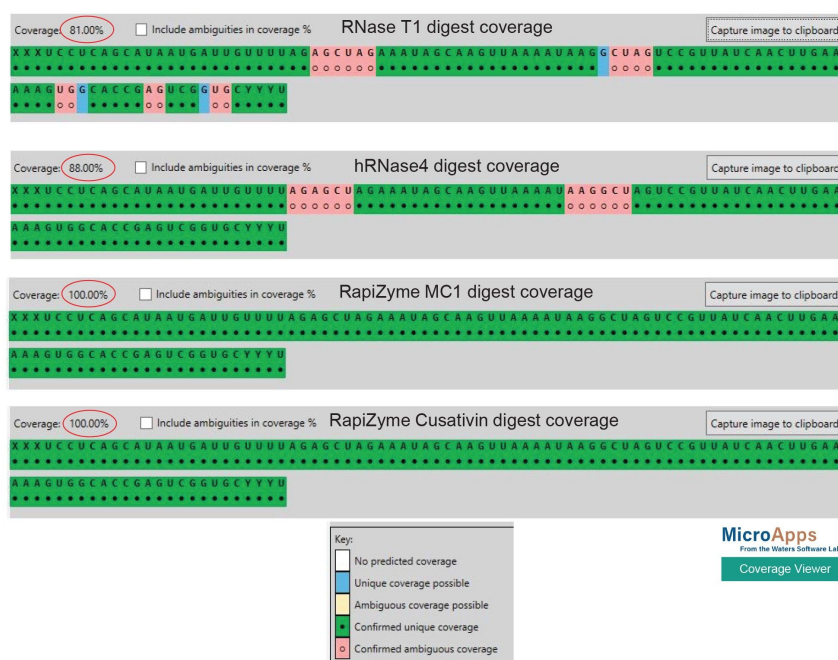 Coverage: 81.00% Include ambiguities in coverage % RNase T1 digest coverage Capture image to clipboard
X X X U C C U C A G C A U A A U G A U U G U U U U A G A G C U A G A A A U A G C A A G U U A A A A U A A G G C U A G U C C G U U A U C A A C U U G A A
A A A G U G G C A C C G A G U C G G U G C Y Y Y U
Coverage: 88.00% Include ambiguities in coverage % hRNase4 digest coverage Capture image to clipboard
X X X U C C U C A G C A U A A U G A U U G U U U U A G A G C U A G A A A U A G C A A G U U A A A A U A A G G C U A G U C C G U U A U C A A C U U G A A
A A A G U G G C A C C G A G U C G G U G C Y Y Y U
Coverage: 100.00% Include ambiguities in coverage % RapiZyme MC1 digest coverage Capture image to clipboard
X X X U C C U C A G C A U A A U G A U U G U U U U A G A G C U A G A A A U A G C A A G U U A A A A U A A G G C U A G U C C G U U A U C A A C U U G A A
A A A G U G G C A C C G A G U C G G U G C Y Y Y U
Coverage: 100.00% Include ambiguities in coverage % RapiZyme Cusativin digest coverage Capture image to clipboard
X X X U C C U C A G C A U A A U G A U U G U U U U A G A G C U A G A A A U A G C A A G U U A A A A U A A G G C U A G U C C G U U A U C A A C U U G A A
A A A G U G G C A C C G A G U C G G U G C Y Y Y U
Key:
No predicted coverage
Unique coverage possible
Ambiguous coverage possible
Confirmed unique coverage
Confirmed ambiguous coverage
MicroApps
From the Waters Software Lab
Coverage Viewer